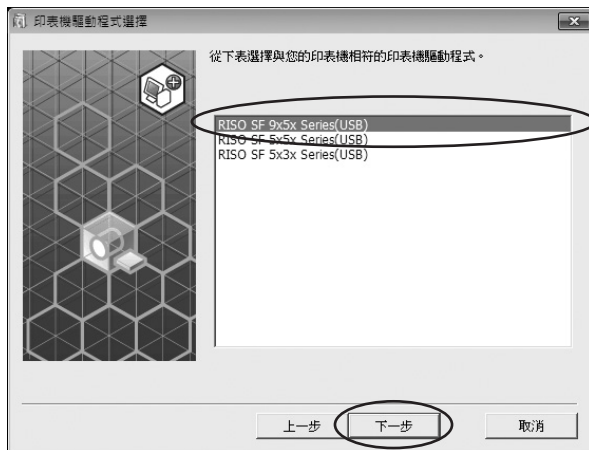 印表機驅動程式選擇
從下表選擇與您的印表機相符的印表機驅動程式。
RISO SF 9x5x Series(USB)
RISO SF 5x5x Series(USB)
RISO SF 5x3x Series(USB)
上一步
下一步
取消